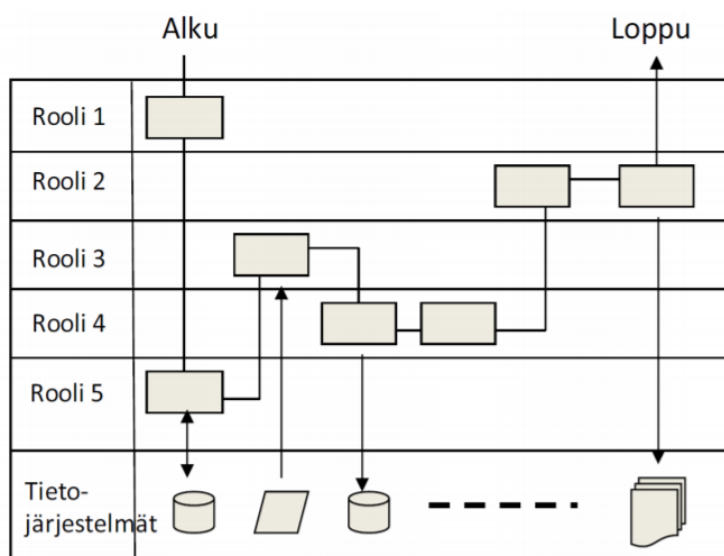 Alku
Loppu
Rooli 1
Rooli 2
Rooli 3
Rooli 4
Rooli 5
Tieto-
järjestelmät